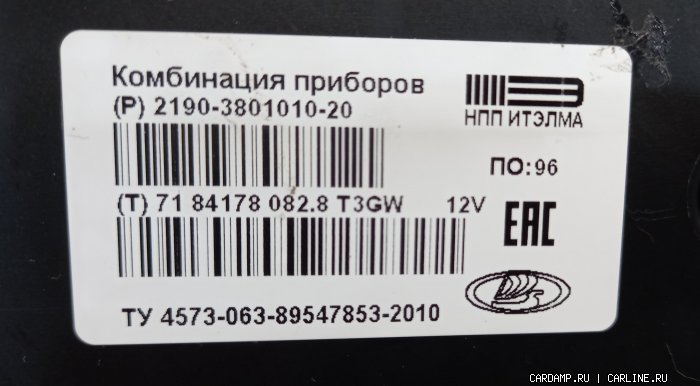 Комбинация приборов
(P) 2190-3801010-20
НПП ИТЭЛМА
ПО:96
(T) 71 84178 082.8 T3GW 12V
EAC
ТУ 4573-063-89547853-2010
CARDAMP.RU | CARLINE.RU